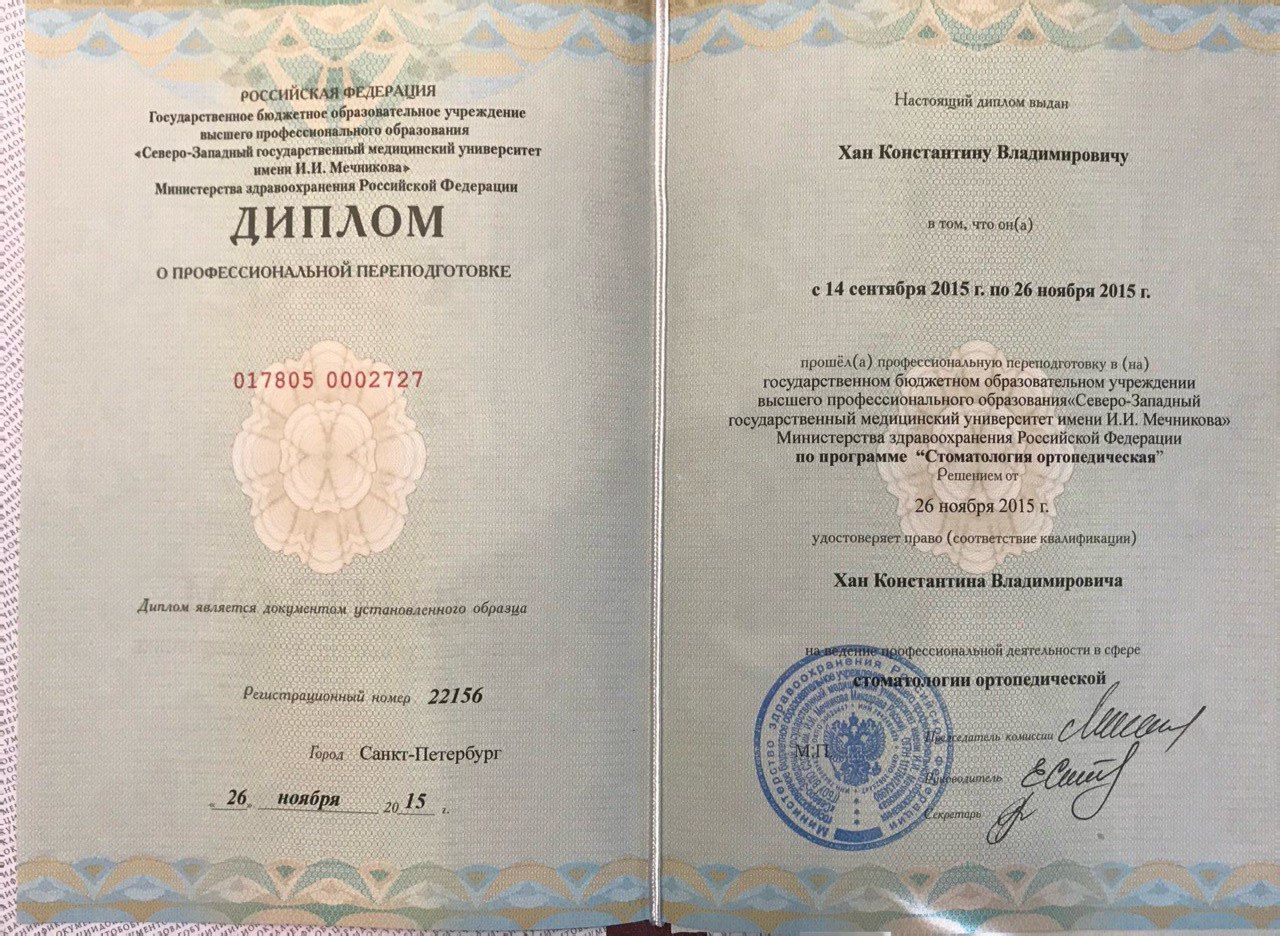 РОССИЙСКАЯ ФЕДЕРАЦИЯ
Государственное бюджетное образовательное учреждение
высшего профессионального образования
«Северо-Западный государственный медицинский университет
имени И.И. Мечникова»
Министерства здравоохранения Российской Федерации
ДИПЛОМ
О ПРОФЕССИОНАЛЬНОЙ ПЕРЕПОДГОТОВКЕ
017805 0002727
Диплом является документом установленного образца
Регистрационный номер 22156
Город Санкт-Петербург
«26» ноября 2015 г.
Настоящий диплом выдан
Хан Константину Владимировичу
в том, что он(а)
с 14 сентября 2015 г. по 26 ноября 2015 г.
прошёл(а) профессиональную переподготовку в (на)
государственном бюджетном образовательном учреждении
высшего профессионального образования«Северо-Западный
государственный медицинский университет имени И.И. Мечникова»
Министерства здравоохранения Российской Федерации
по программе “Стоматология ортопедическая”
Решением от
26 ноября 2015 г.
удостоверяет право (соответствие квалификации)
Хан Константина Владимировича
на ведение профессиональной деятельности в сфере
стоматологии ортопедической
М.П.
Председатель комиссии
Руководитель
Секретарь
Министерство здравоохранения Российской Федерации